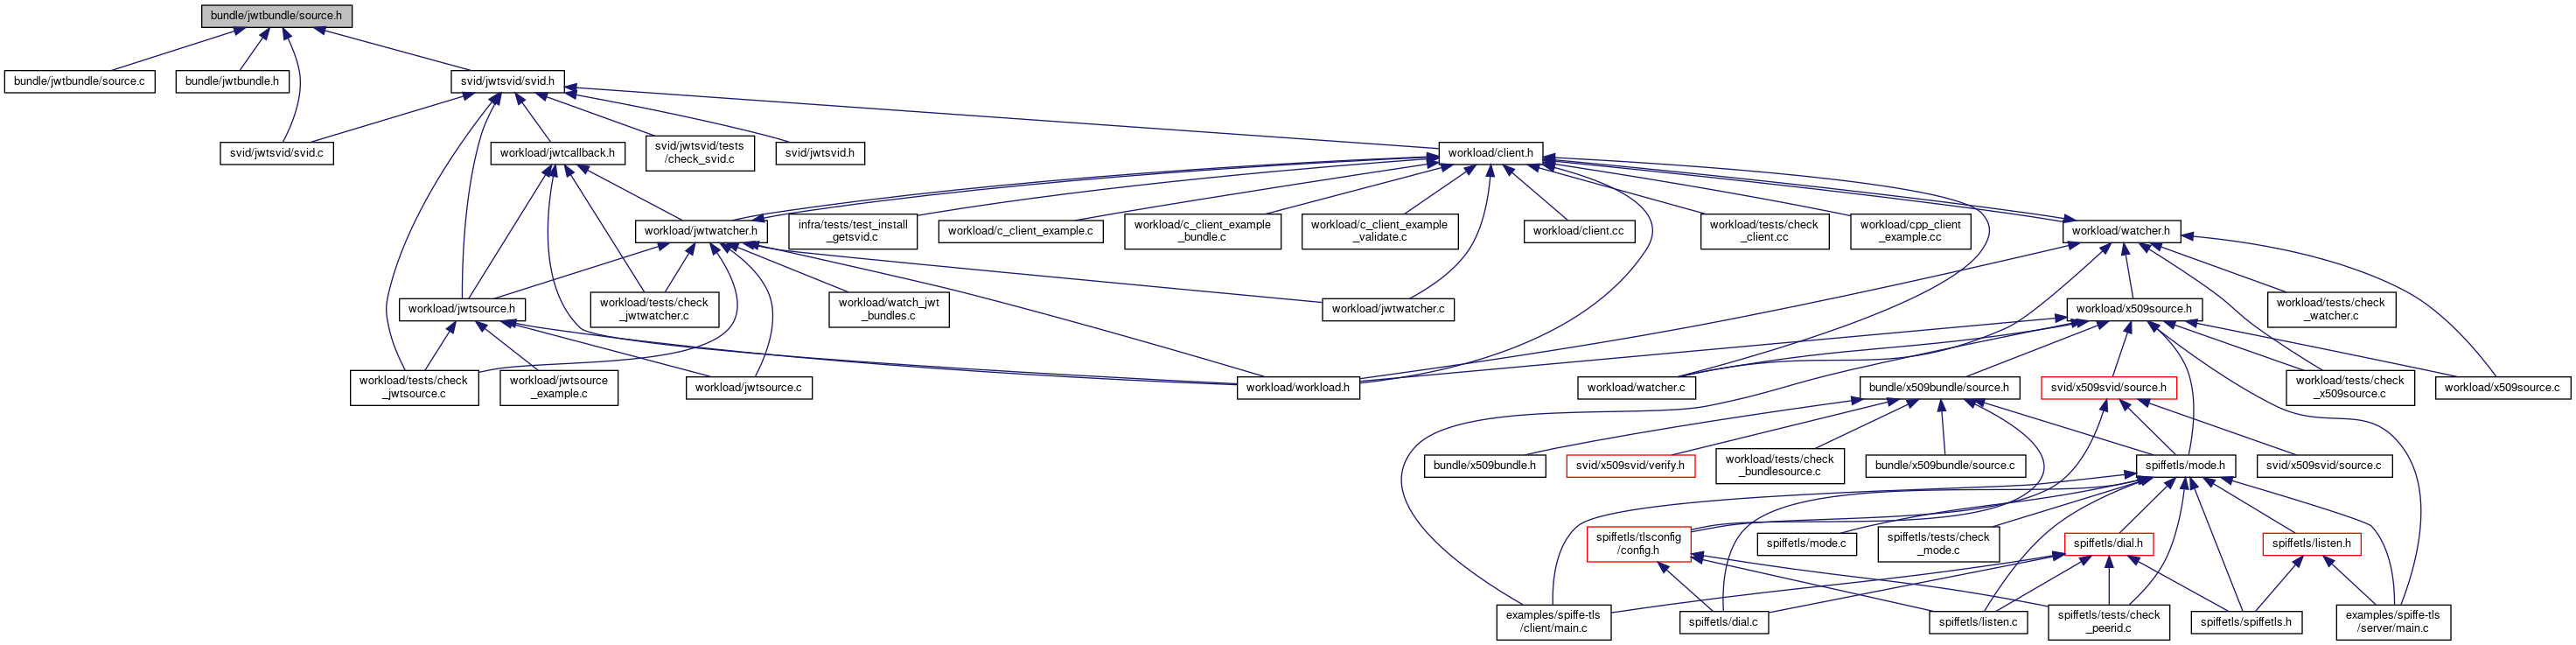 bundle/jwtbundle/source.h
bundle/jwtbundle/source.c
bundle/jwtbundle.h
svid/jwtsvid/svid.h
svid/jwtsvid/svid.c
workload/jwtcallback.h
svid/jwtsvid/tests
/check_svid.c
svid/jwtsvid.h
workload/client.h
workload/jwtwatcher.h
infra/tests/test_install
_getsvid.c
workload/c_client_example.c
workload/c_client_example
_bundle.c
workload/c_client_example
_validate.c
workload/client.cc
workload/tests/check
_client.cc
workload/cpp_client
_example.cc
workload/watcher.h
workload/jwtsource.h
workload/tests/check
_jwtwatcher.c
workload/watch_jwt
_bundles.c
workload/jwtwatcher.c
workload/x509source.h
workload/tests/check
_watcher.c
workload/tests/check
_jwtsource.c
workload/jwtsource
_example.c
workload/jwtsource.c
workload/workload.h
workload/watcher.c
bundle/x509bundle/source.h
svid/x509svid/source.h
workload/tests/check
_x509source.c
workload/x509source.c
bundle/x509bundle.h
svid/x509svid/verify.h
workload/tests/check
_bundlesource.c
bundle/x509bundle/source.c
spiffetls/mode.h
svid/x509svid/source.c
spiffetls/tlsconfig
/config.h
spiffetls/mode.c
spiffetls/tests/check
_mode.c
spiffetls/dial.h
spiffetls/listen.h
examples/spiffe-tls
/client/main.c
spiffetls/dial.c
spiffetls/listen.c
spiffetls/tests/check
_peerid.c
spiffetls/spiffetls.h
examples/spiffe-tls
/server/main.c